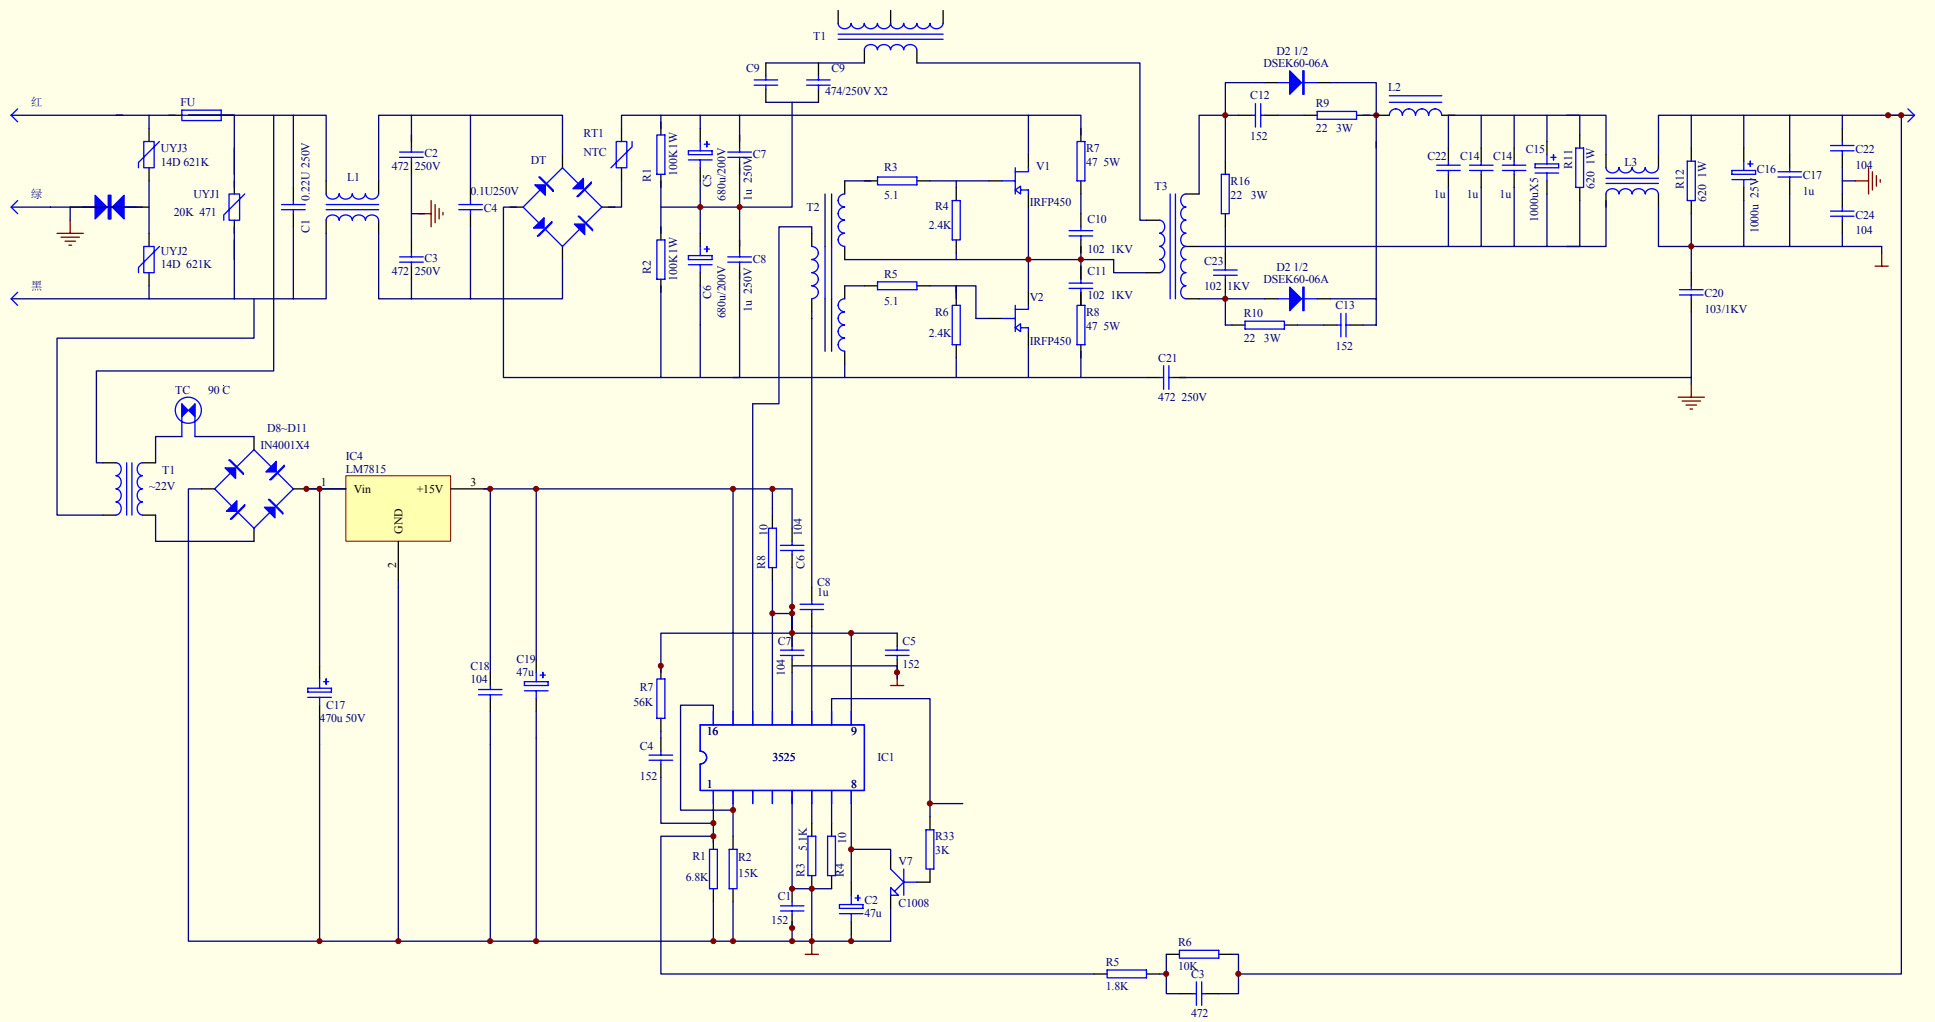 T1
C9
C9
474/250V X2
D2 1/2
DSEK60-06A
C12
152
R9
22 3W
L2
红
FU
UYJ3
14D 621K
绿
UYJ1
20K 471
UYJ2
14D 621K
黑
C1 0.22U 250V
L1
C2
472 250V
C3
472 250V
0.1U250V
C4
DT
RT1
NTC
R1
100K1W
R2
100K1W
C5
680u/200V
C6
680u/200V
C7
1u 250V
C8
1u 250V
T2
R3
5.1
R4
2.4K
R5
5.1
R6
2.4K
V1
IRFP450
V2
IRFP450
R7
47 5W
C10
102 1KV
C11
102 1KV
R8
47 5W
T3
R16
22 3W
C23
102 1KV
D2 1/2
DSEK60-06A
R10
22 3W
C13
152
C22
1u
C14
1u
C14
1u
C15
1000uX5
R11
620 1W
L3
R12
620 1W
C16
1000u 25V
C17
1u
C22
104
C24
104
C20
103/1KV
C21
472 250V
TC 90℃
D8~D11
IN4001X4
T1
~22V
IC4
LM7815
1
Vin
+15V
3
GND
2
C17
470u 50V
C18
104
C19
47u
R8
10
104
C6
C8
1u
C7
104
C5
152
R7
56K
C4
152
16
9
3525
IC1
1
8
R1
6.8K
R2
15K
R3
5.1K
R4
10
C1
152
C2
47u
V7
C1008
R33
3K
R5
1.8K
R6
10K
C3
472